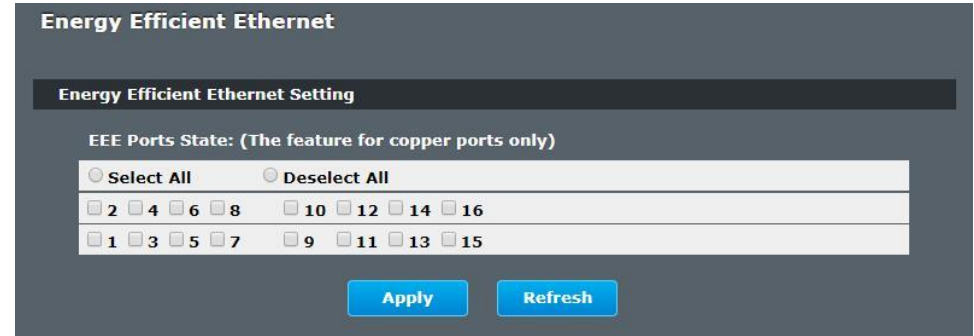 Energy Efficient Ethernet
Energy Efficient Ethernet Setting
EEE Ports State: (The feature for copper ports only)
Select All Deselect All
2 4 6 8 10 12 14 16
1 3 5 7 9 11 13 15
Apply Refresh